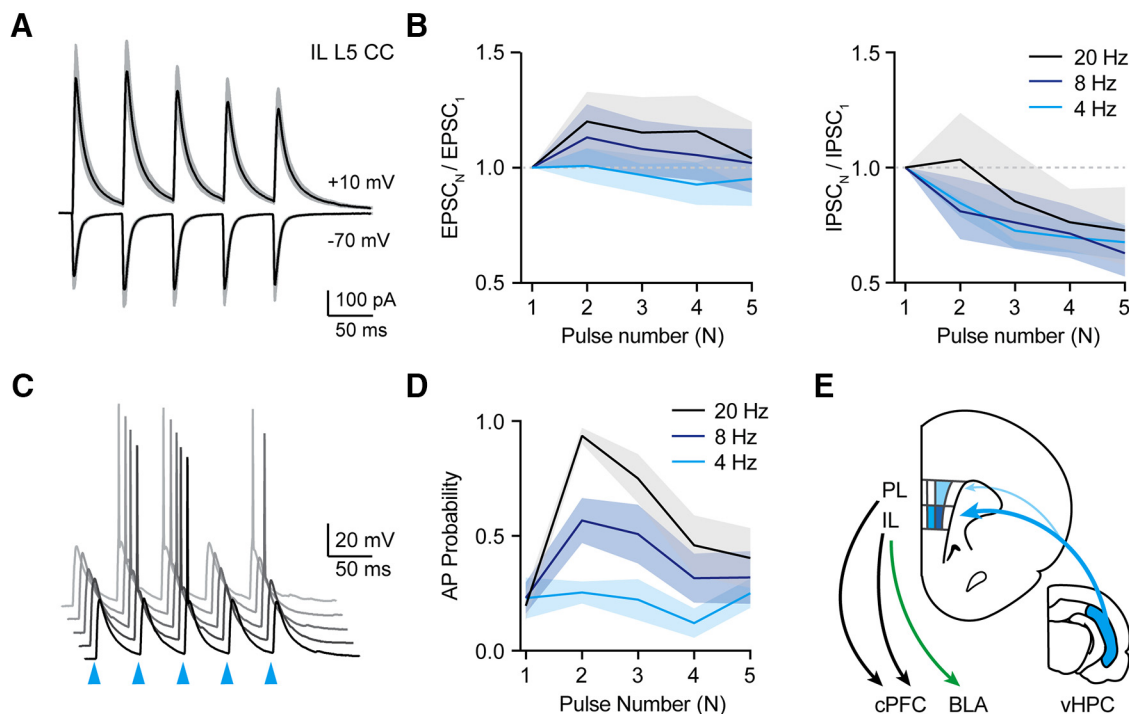 A
IL L5 CC
+10 mV
-70 mV
100 pA
50 ms
B
1.5
1.0
0.5
EPSC_N / EPSC_1
1 2 3 4 5
Pulse number (N)
1.5
1.0
0.5
IPSC_N / IPSC_1
20 Hz
8 Hz
4 Hz
1 2 3 4 5
Pulse number (N)
C
20 mV
50 ms
D
1.0
0.5
0.0
AP Probability
20 Hz
8 Hz
4 Hz
1 2 3 4 5
Pulse Number (N)
E
PL
IL
cPFC BLA vHPC